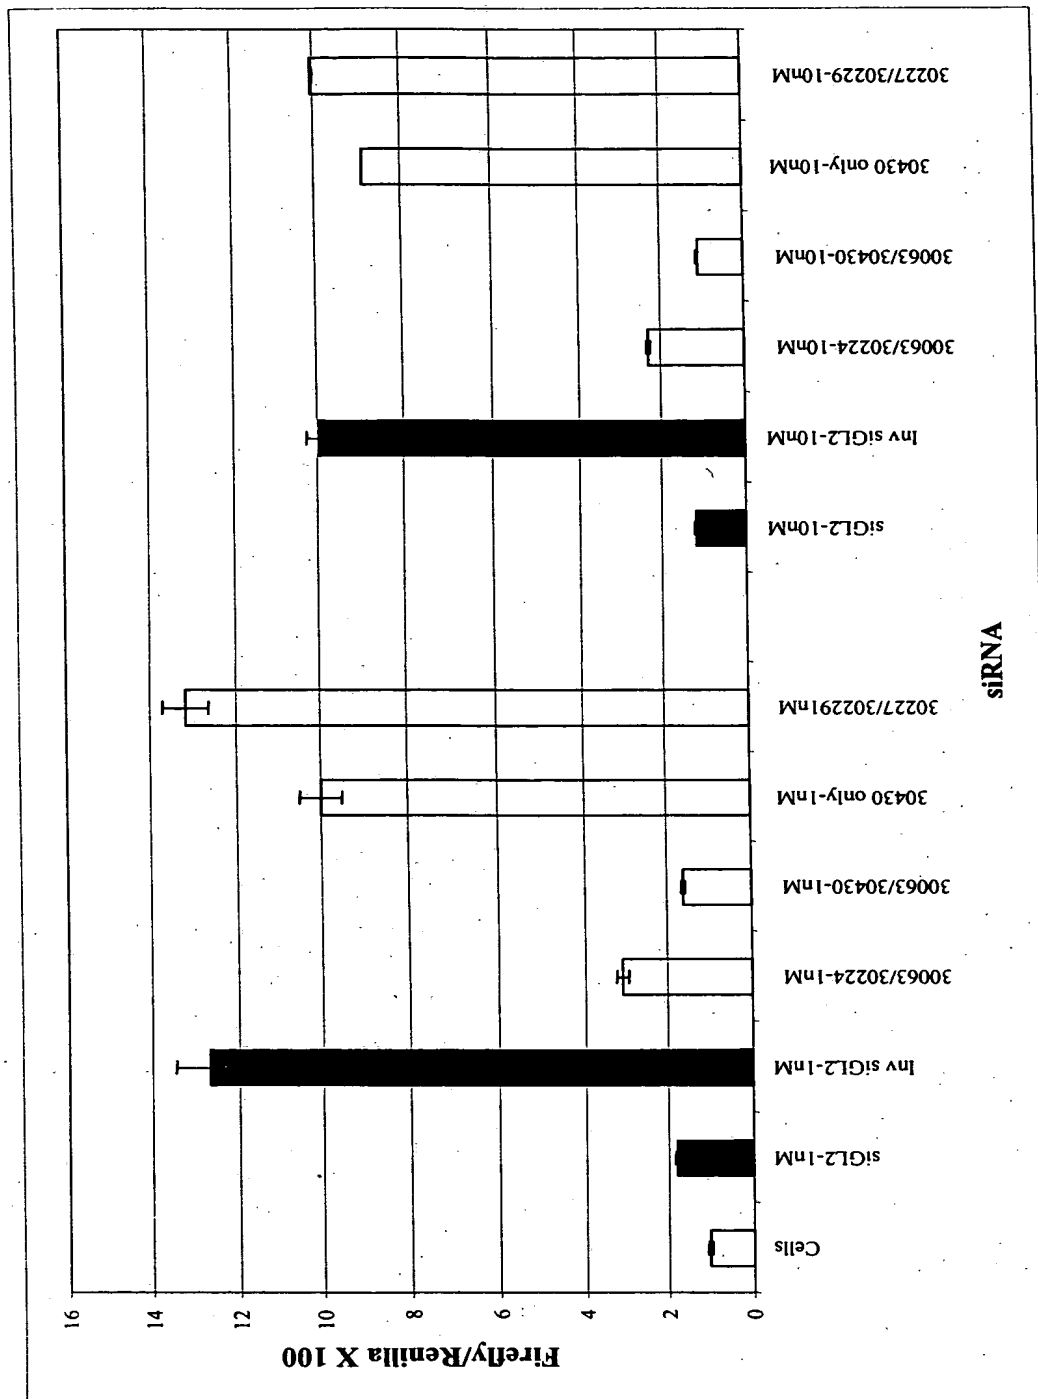 Firefly/Renilla X 100
16
14
12
10
8
6
4
2
0
Cells
siGL2-1nM
Inv siGL2-1nM
30063/30224-1nM
30063/30430-1nM
30430 only-1nM
30227/302291nM
siGL2-10nM
Inv siGL2-10nM
30063/30224-10nM
30063/30430-10nM
30430 only-10nM
30227/30229-10nM
siRNA